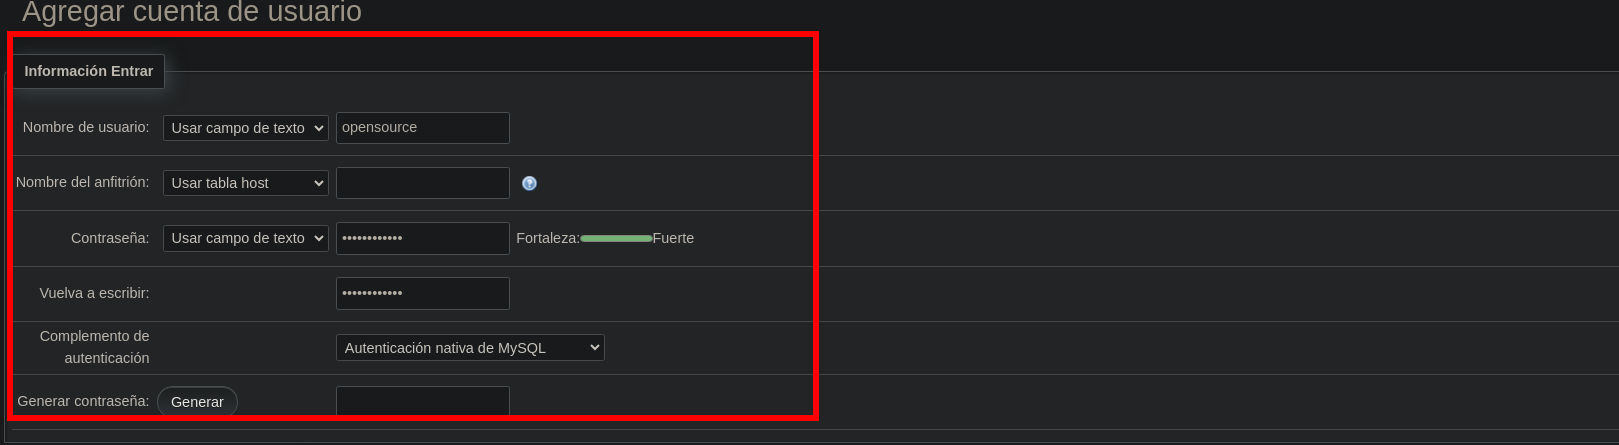 Agregar cuenta de usuario
Información Entrar
Nombre de usuario: Usar campo de texto opensource
Nombre del anfitrión: Usar tabla host
Contraseña: Usar campo de texto •••••••••••• Fortaleza: Fuerte
Vuelva a escribir: ••••••••••••
Complemento de
autenticación
Autenticación nativa de MySQL
Generar contraseña: Generar